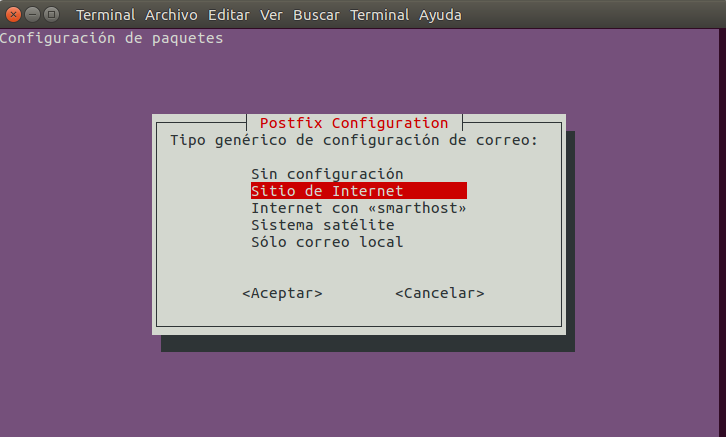 Terminal Archivo Editar Ver Buscar Terminal Ayuda
Configuración de paquetes
Postfix Configuration
Tipo genérico de configuración de correo:
Sin configuración
Sitio de Internet
Internet con «smarthost»
Sistema satélite
Sólo correo local
<Aceptar> <Cancelar>